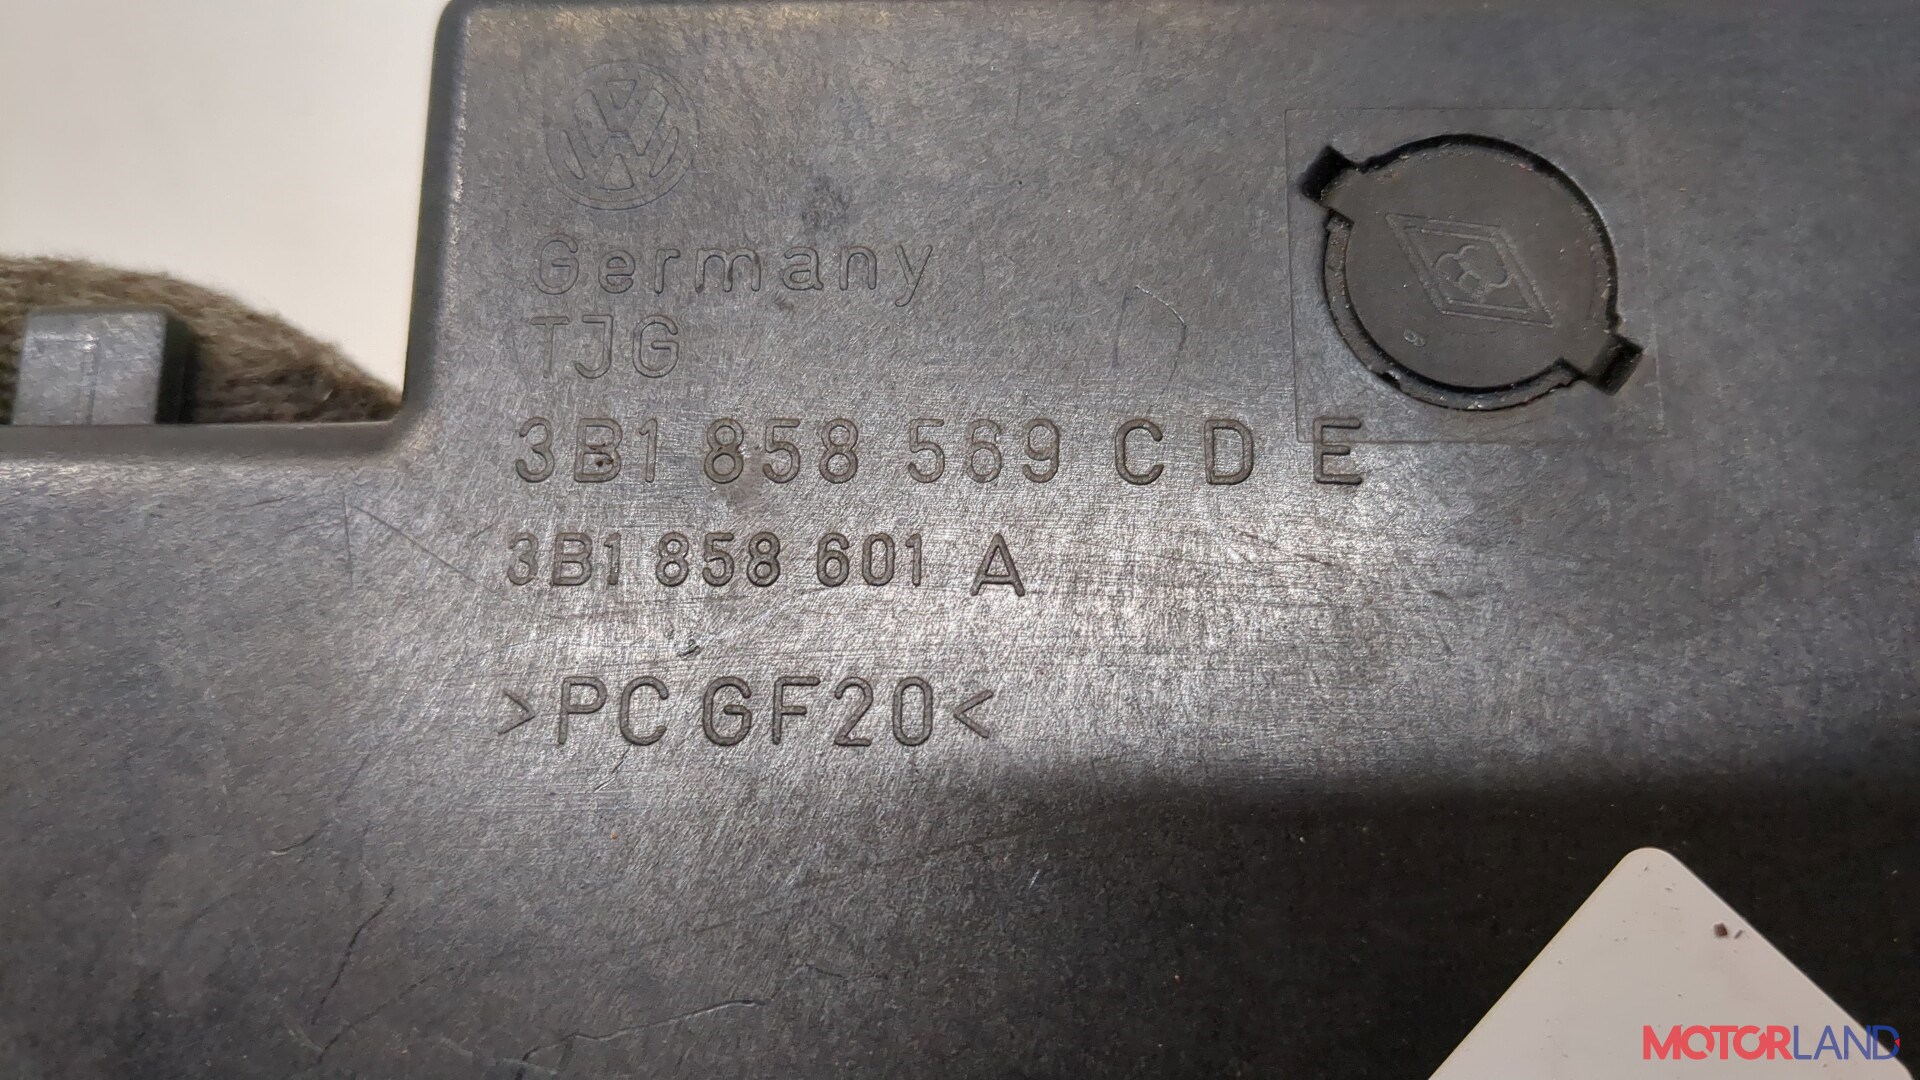 Germany
TJG
3B1 858 569 C D E
3B1 858 601 A
>PC GF20<
MOTORLAND